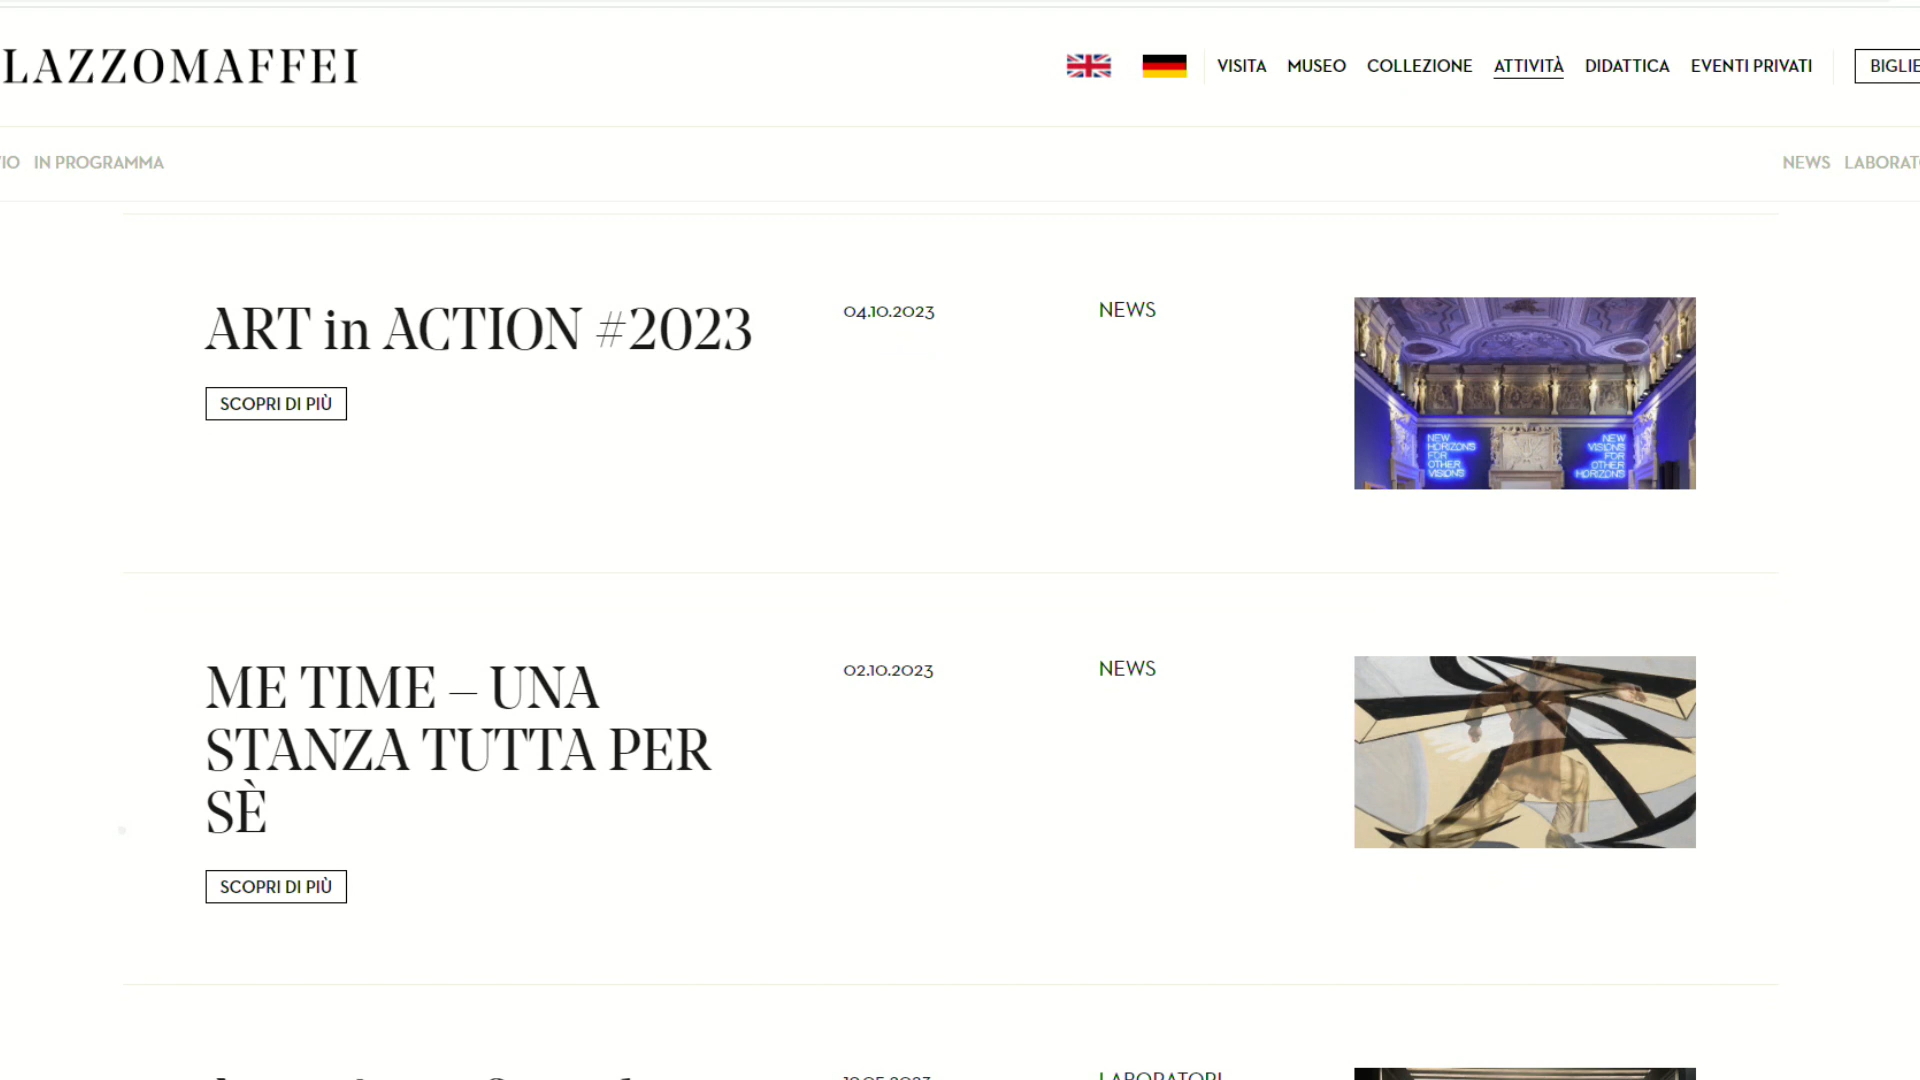 LAZZOMAFFEI
VISITA MUSEO COLLEZIONE ATTIVITÀ DIDATTICA EVENTI PRIVATI
IN PROGRAMMA
NEWS
ART in ACTION #2023
04.10.2023
NEWS
SCOPRI DI PIÙ
NEW
HORIZONS
FOR
OTHER
VISIONS
NEW
VISIONS
FOR
OTHER
HORIZONS
ME TIME – UNA
STANZA TUTTA PER
SÈ
02.10.2023
NEWS
SCOPRI DI PIÙ
LABORATORI